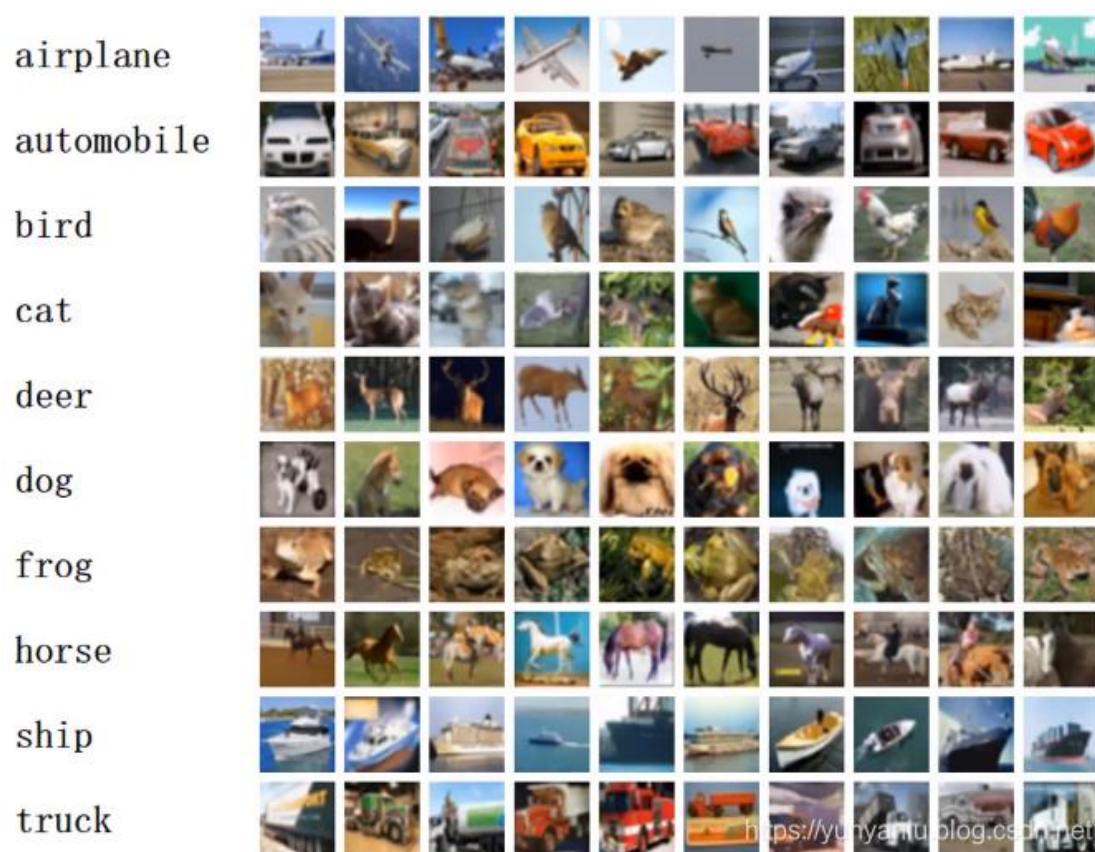 airplane
automobile
bird
cat
deer
dog
frog
horse
ship
truck